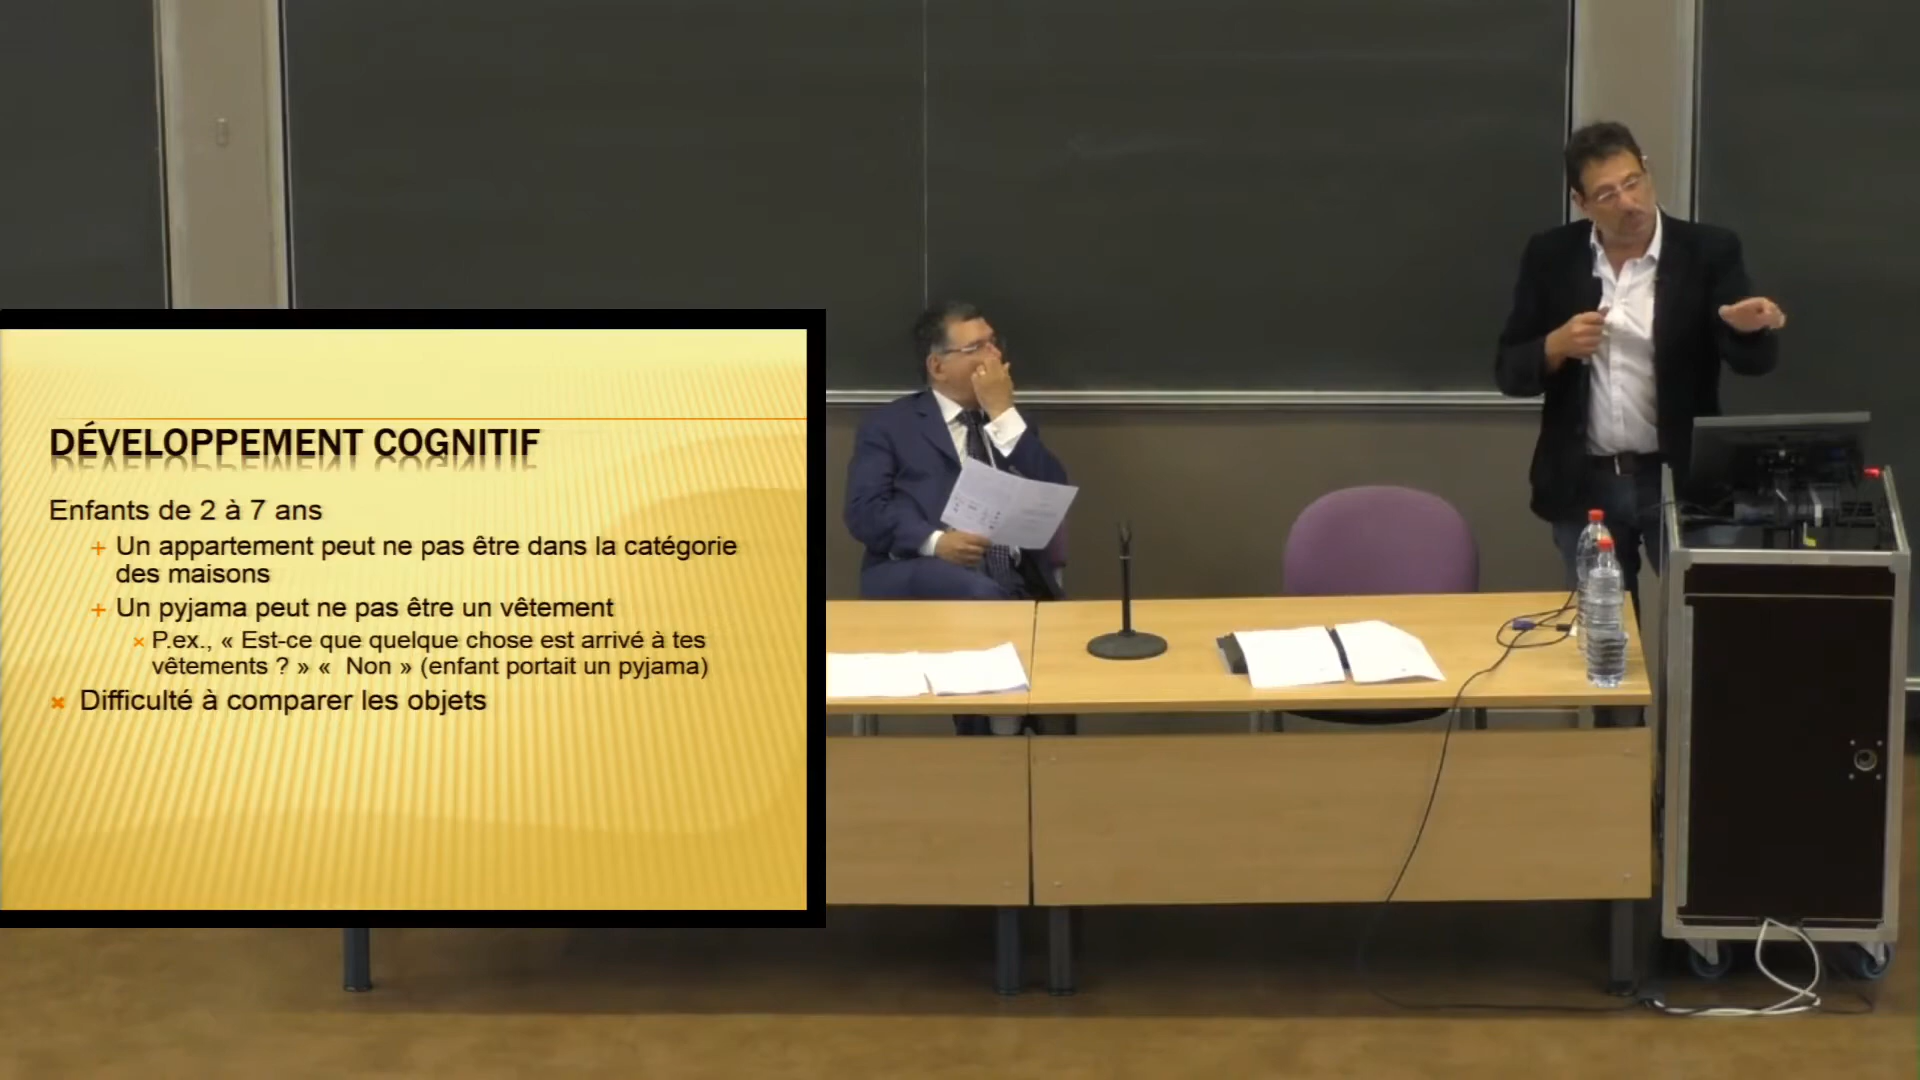 DÉVELOPPEMENT COGNITIF
Enfants de 2 à 7 ans
Un appartement peut ne pas être dans la catégorie
des maisons
Un pyjama peut ne pas être un vêtement
P.ex., « Est-ce que quelque chose est arrivé à tes
vêtements ? » «  Non » (enfant portait un pyjama)
Difficulté à comparer les objets